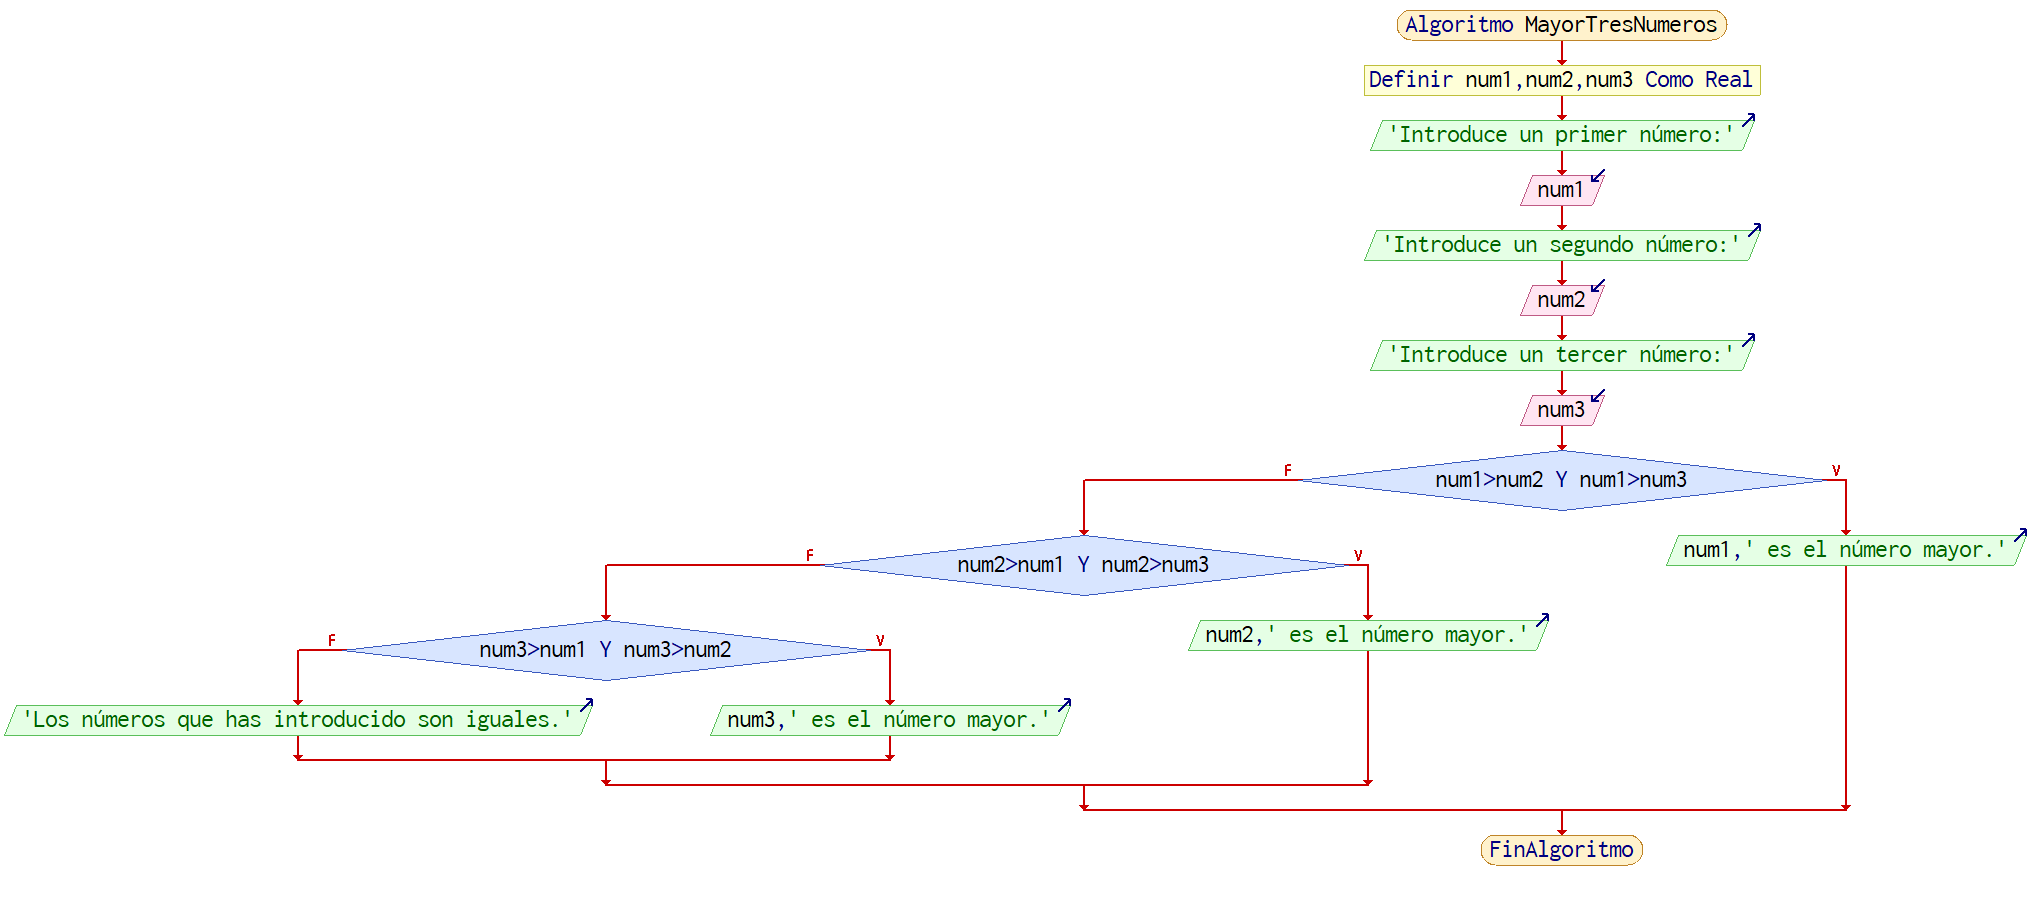 Algoritmo MayorTresNumeros
Definir num1,num2,num3 Como Real
'Introduce un primer número:'
num1
'Introduce un segundo número:'
num2
'Introduce un tercer número:'
num3
F
num1>num2 Y num1>num3
V
F
num2>num1 Y num2>num3
V
num1,' es el número mayor.'
F
num3>num1 Y num3>num2
V
num2,' es el número mayor.'
'Los números que has introducido son iguales.'
num3,' es el número mayor.'
FinAlgoritmo